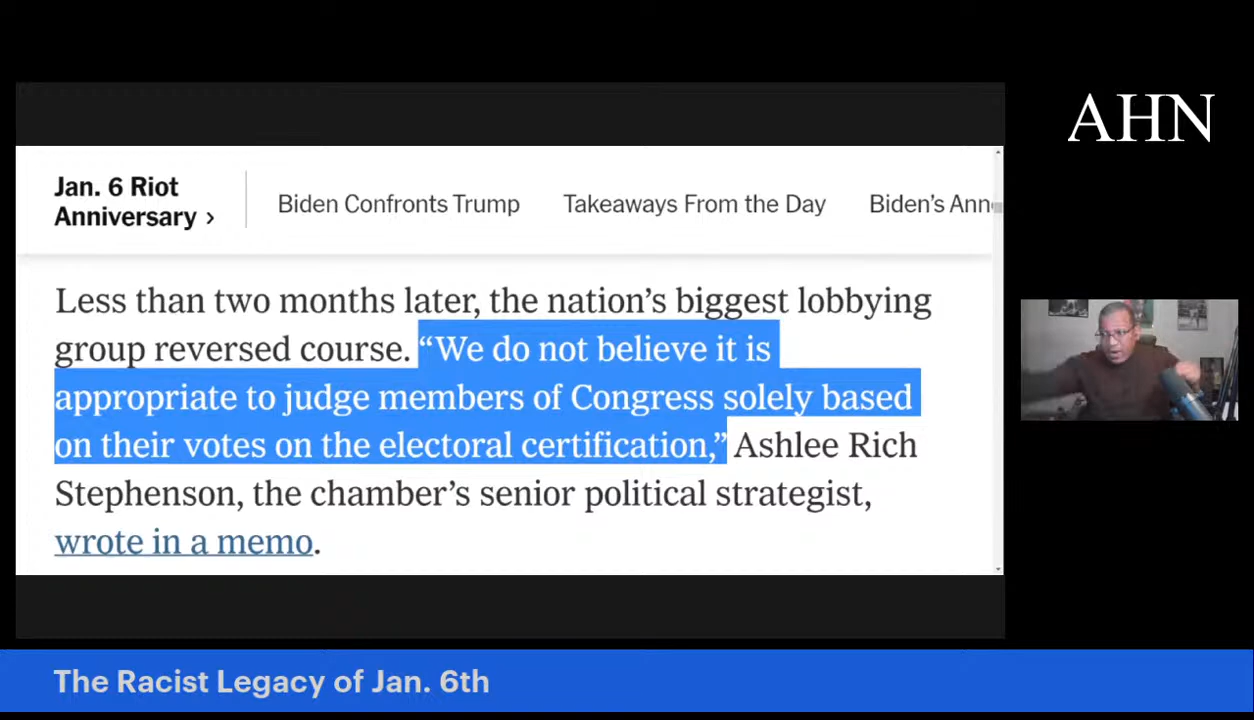 AHN
Jan. 6 Riot
Anniversary ›
Biden Confronts Trump
Takeaways From the Day
Biden’s
Less than two months later, the nation’s biggest lobbying
group reversed course. “We do not believe it is
appropriate to judge members of Congress solely based
on their votes on the electoral certification,” Ashlee Rich
Stephenson, the chamber’s senior political strategist,
wrote in a memo.
The Racist Legacy of Jan. 6th